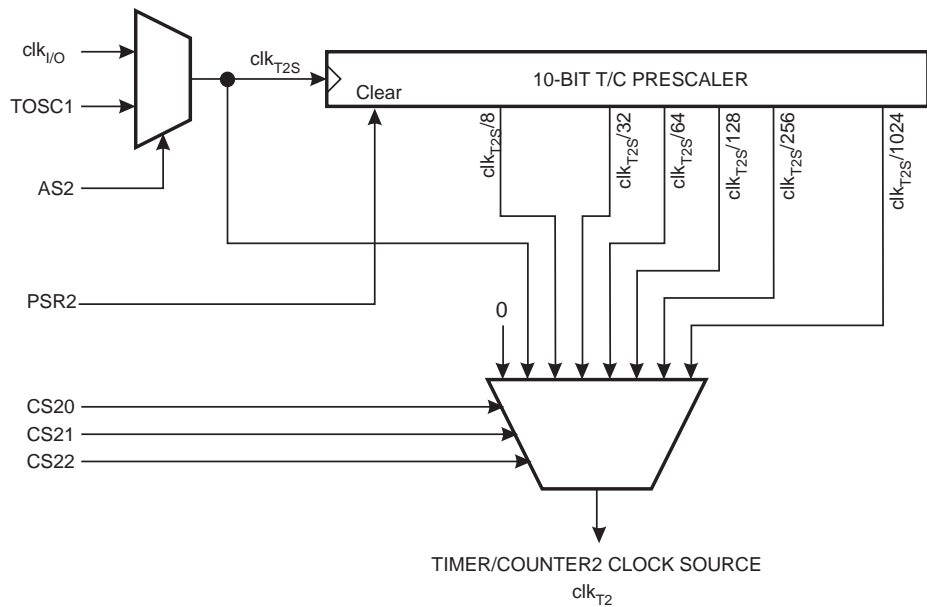 clkI/O
clkT2S
10-BIT T/C PRESCALER
TOSC1
Clear
clkT2S/8
clkT2S/32
clkT2S/64
clkT2S/128
clkT2S/256
clkT2S/1024
AS2
PSR2
0
CS20
CS21
CS22
TIMER/COUNTER2 CLOCK SOURCE
clkT2